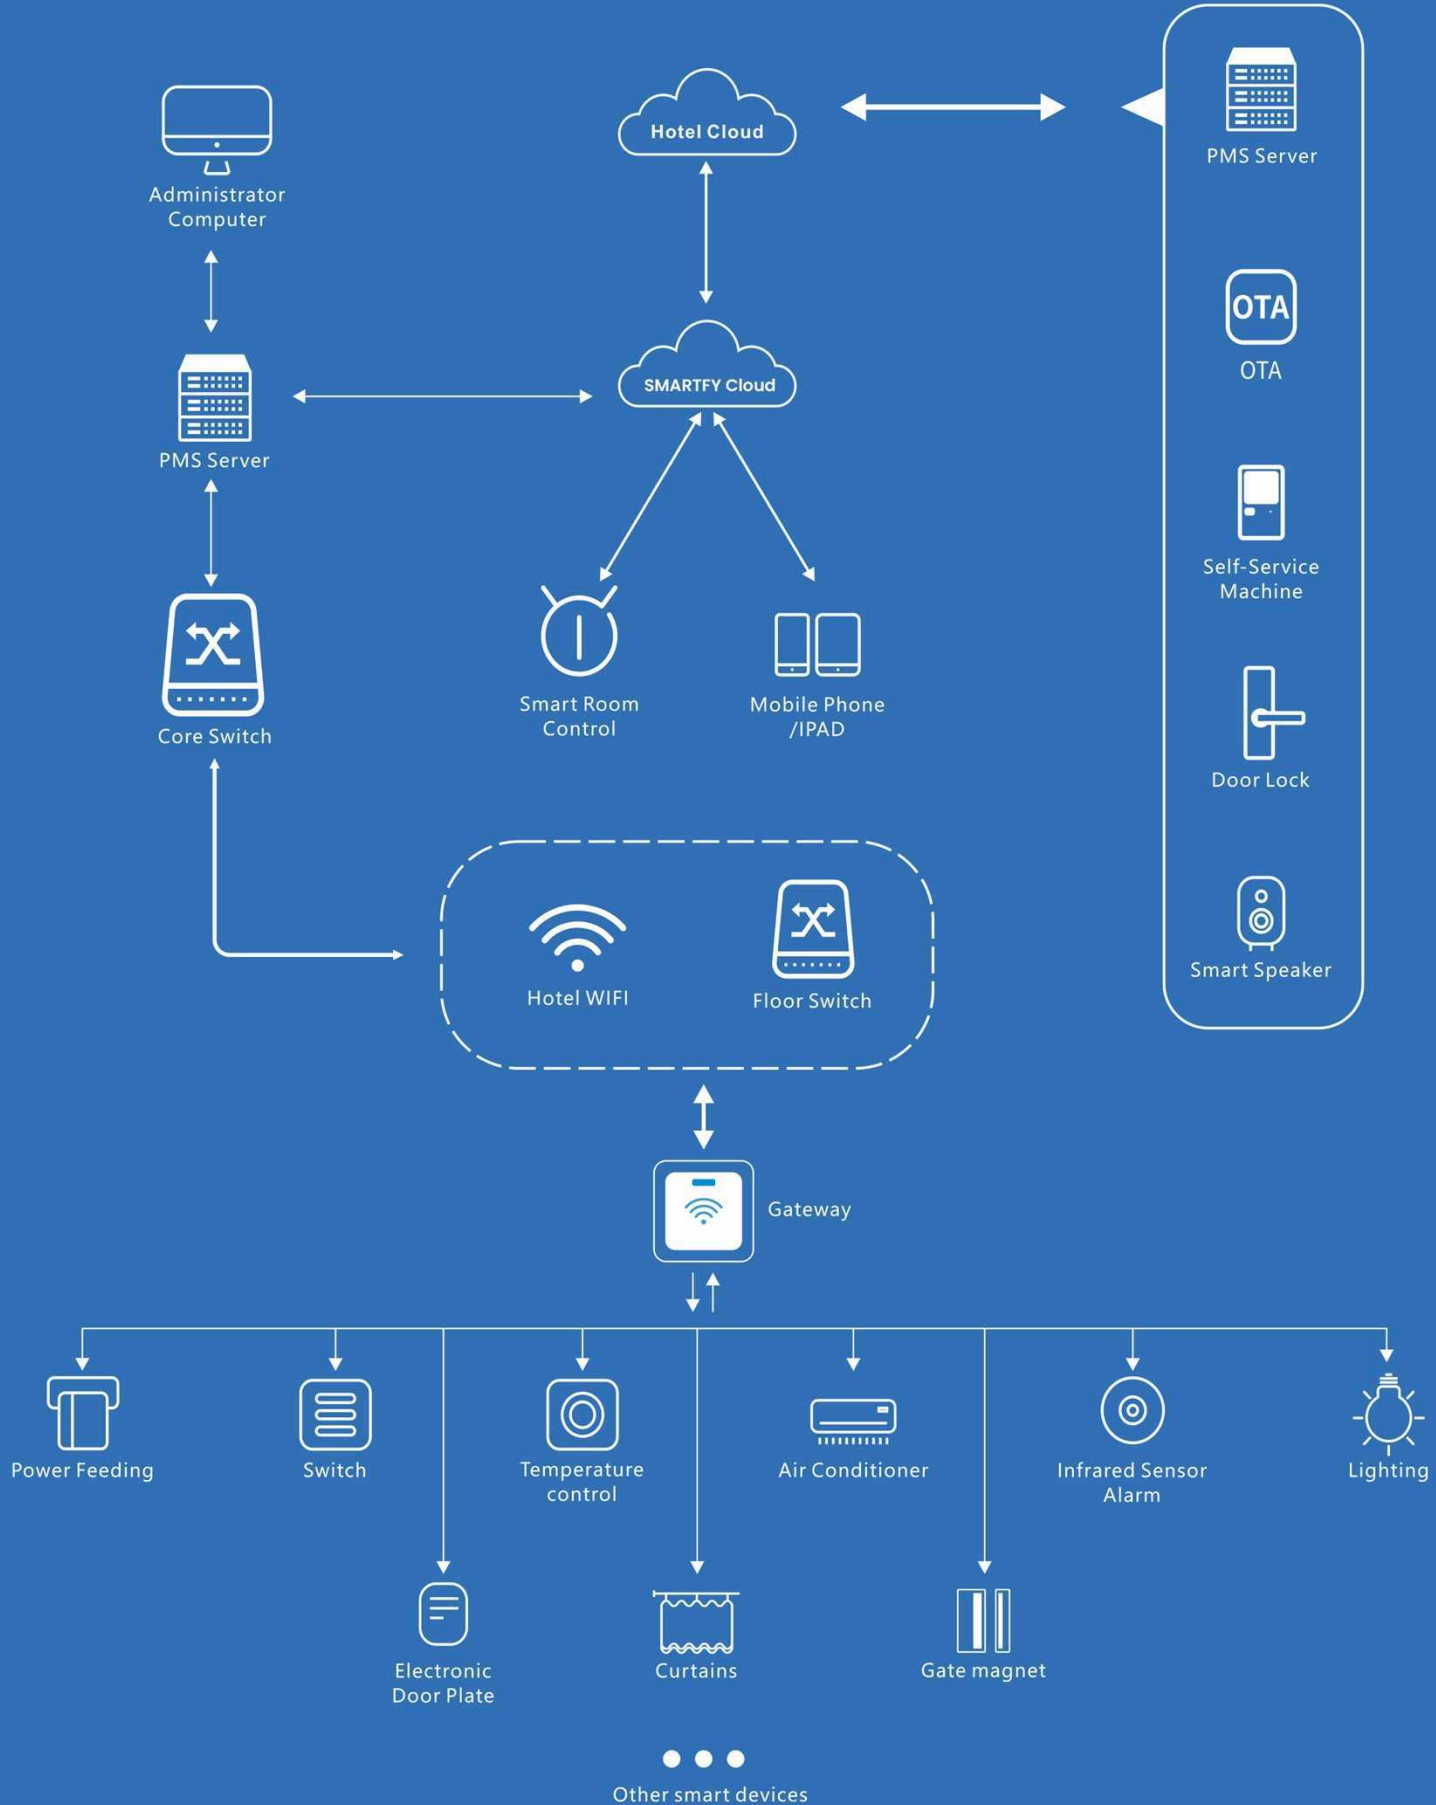 Hotel Cloud
Administrator
Computer
SMARTFY Cloud
PMS Server
Core Switch
Smart Room
Control
Mobile Phone
/IPAD
PMS Server
OTA
OTA
Self-Service
Machine
Door Lock
Smart Speaker
Hotel WIFI
Floor Switch
Gateway
Power Feeding
Switch
Temperature
control
Air Conditioner
Infrared Sensor
Alarm
Lighting
Electronic
Door Plate
Curtains
Gate magnet
Other smart devices